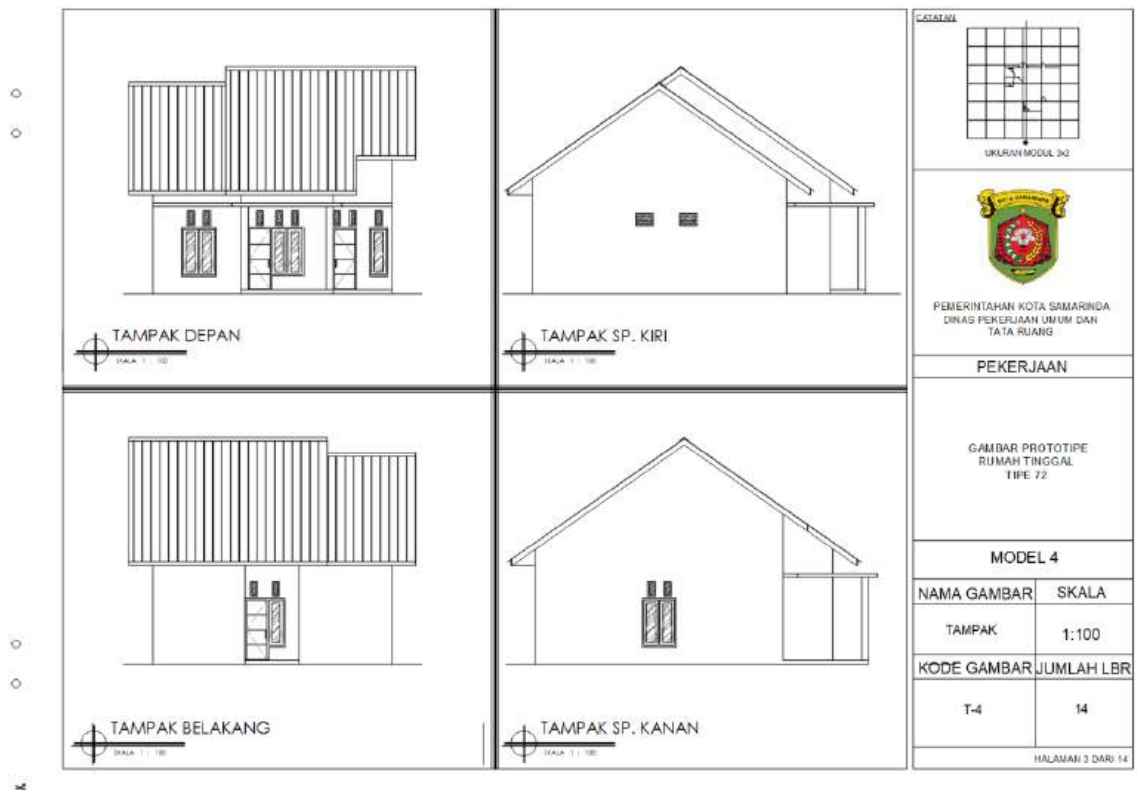 TAMPAK DEPAN
SKALA 1 : 100
TAMPAK SP. KIRI
SKALA 1 : 100
TAMPAK BELAKANG
SKALA 1 : 100
TAMPAK SP. KANAN
SKALA 1 : 100
CATATAN
UKURAN MODUL 3x3
KOTA SAMARINDA
PEMERINTAHAN KOTA SAMARINDA
DINAS PEKERJAAN UMUM DAN
TATA RUANG
PEKERJAAN
GAMBAR PROTOTIPE
RUMAH TINGGAL
TIPE 72
MODEL 4
NAMA GAMBAR SKALA
TAMPAK 1:100
KODE GAMBAR JUMLAH LBR
T-4 14
HALAMAN 3 DARI 14